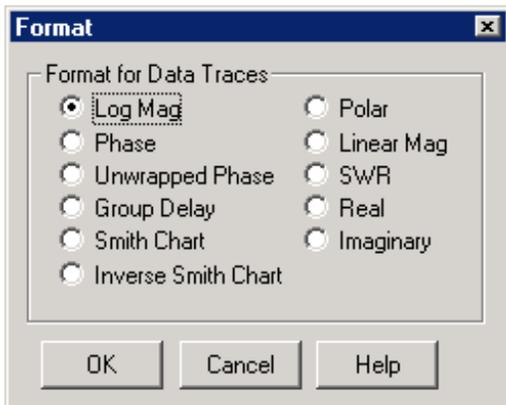 Format
Format for Data Traces
Log Mag
Phase
Unwrapped Phase
Group Delay
Smith Chart
Inverse Smith Chart
Polar
Linear Mag
SWR
Real
Imaginary
OK
Cancel
Help